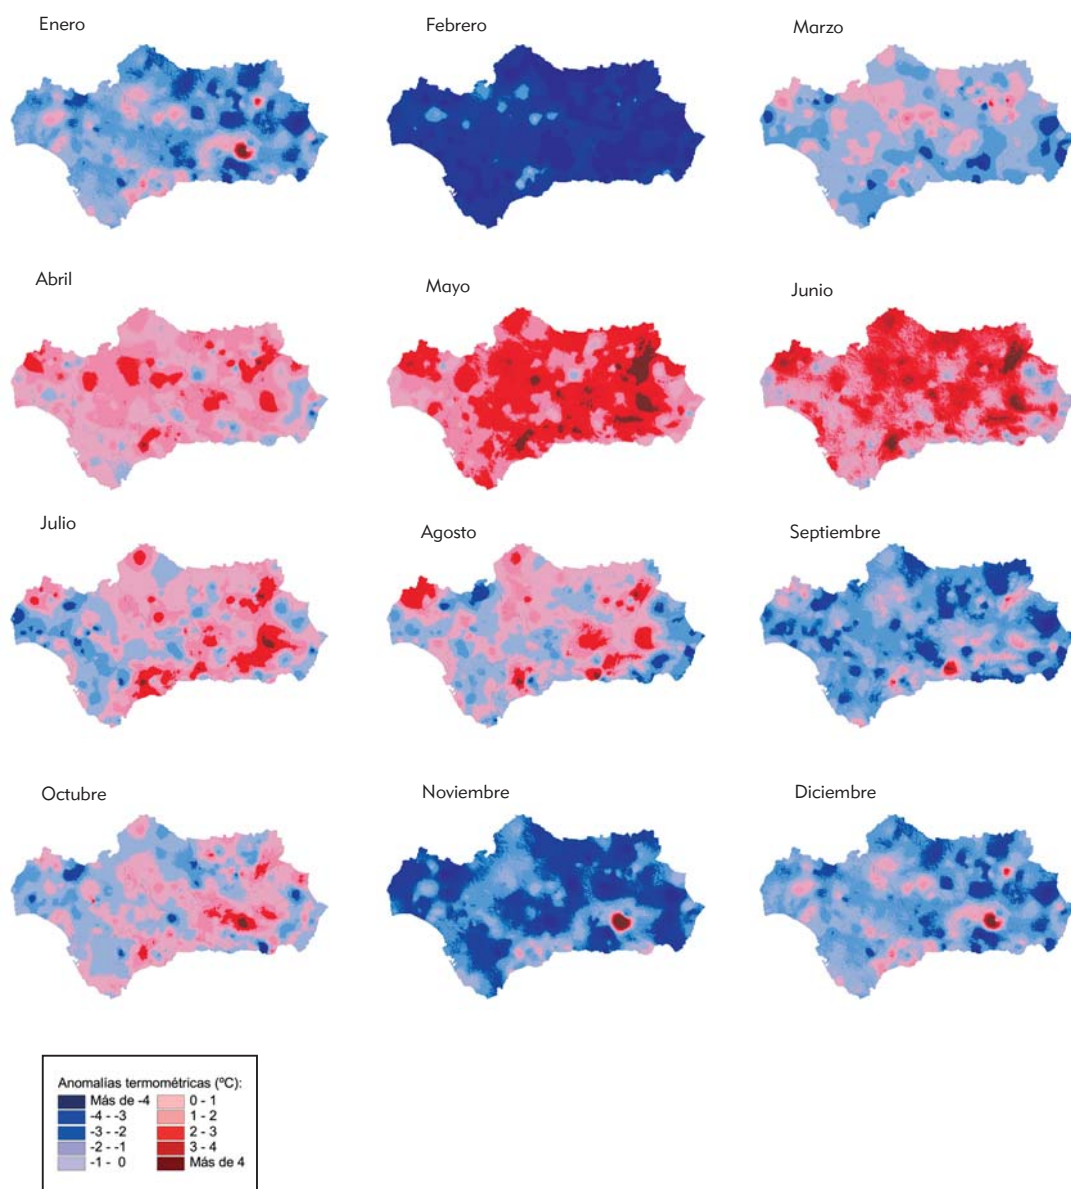 Enero
Febrero
Marzo
Abril
Mayo
Junio
Julio
Agosto
Septiembre
Octubre
Noviembre
Diciembre
Anomalías termométricas (ºC):
Más de -4
-4 - -3
-3 - -2
-2 - -1
-1 - 0
0 - 1
1 - 2
2 - 3
3 - 4
Más de 4